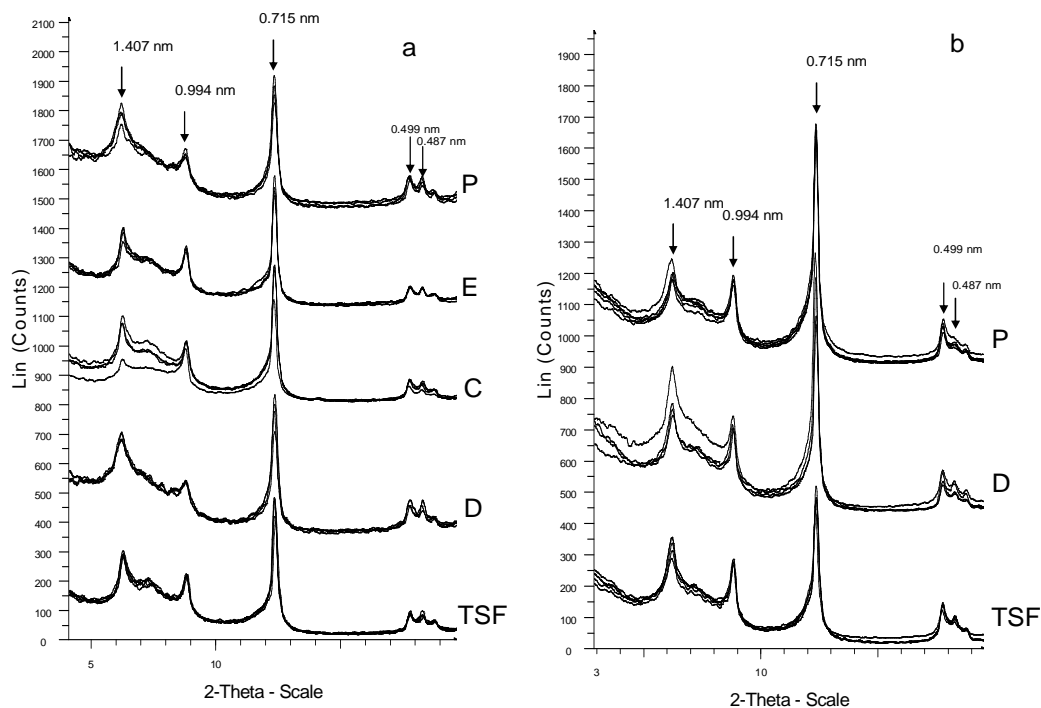 a
0.715 nm
1.407 nm
0.994 nm
0.499 nm
0.487 nm
P
E
C
D
TSF
Lin (Counts)
2100
2000
1900
1800
1700
1600
1500
1400
1300
1200
1100
1000
900
800
700
600
500
400
300
200
100
0
5
10
2-Theta - Scale
b
0.715 nm
1.407 nm
0.994 nm
0.499 nm
0.487 nm
P
D
TSF
Lin (Counts)
1900
1800
1700
1600
1500
1400
1300
1200
1100
1000
900
800
700
600
500
400
300
200
100
0
3
10
2-Theta - Scale